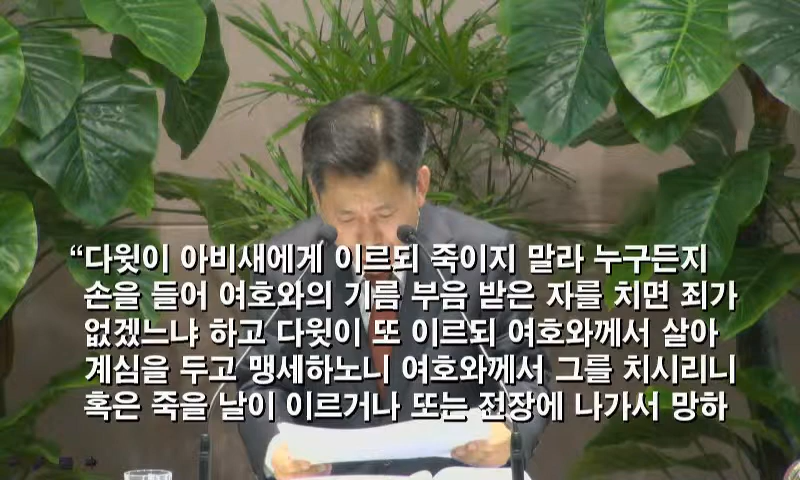 “다윗이 아비새에게 이르되 죽이지 말라 누구든지
손을 들어 여호와의 기름 부음 받은 자를 치면 죄가
없겠느냐 하고 다윗이 또 이르되 여호와께서 살아
계심을 두고 맹세하노니 여호와께서 그를 치시리니
혹은 죽을 날이 이르거나 또는 전장에 나가서 망하